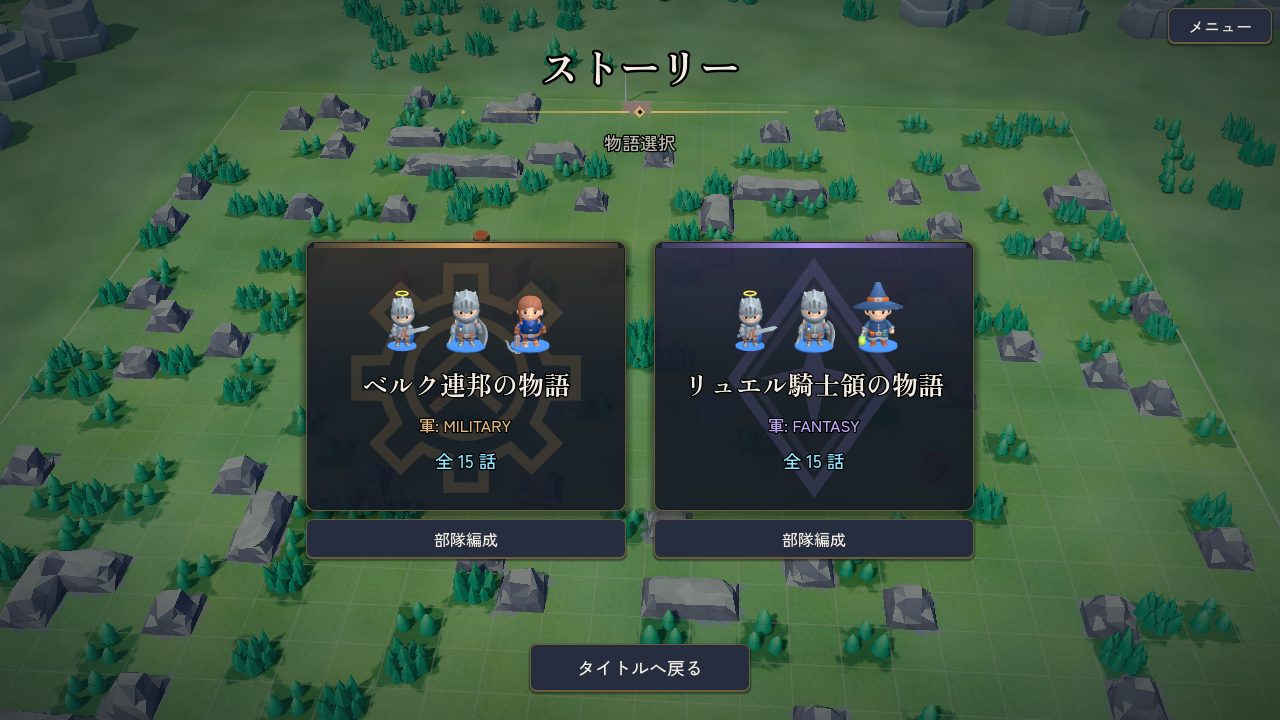 メニュー
ストーリー
物語選択
ベルク連邦の物語
軍: MILITARY
全 15 話
部隊編成
リュエル騎士領の物語
軍: FANTASY
全 15 話
部隊編成
タイトルへ戻る